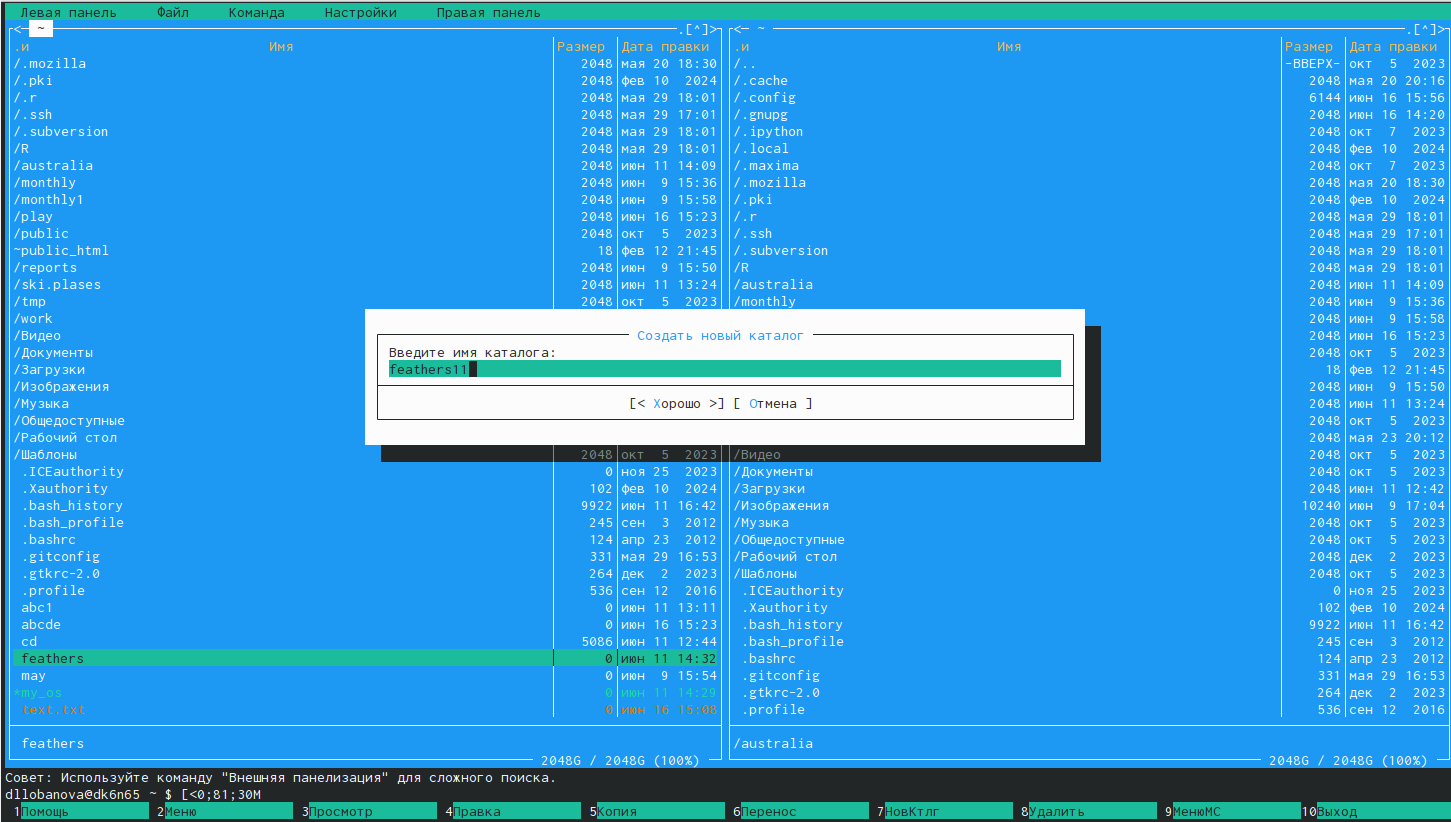 Левая панель Файл Команда Настройки Правая панель
<- ~ .[^]>
.и Имя Размер Дата правки
/.mozilla 2048 мая 20 18:30
/.pki 2048 фев 10 2024
/.r 2048 мая 29 18:01
/.ssh 2048 мая 29 17:01
/.subversion 2048 мая 29 18:01
/R 2048 мая 29 18:01
/australia 2048 июн 11 14:09
/monthly 2048 июн 9 15:36
/monthly1 2048 июн 9 15:58
/play 2048 июн 16 15:23
/public 2048 окт 5 2023
~public_html 18 фев 12 21:45
/reports 2048 июн 9 15:50
/ski.plases 2048 июн 11 13:24
/tmp 2048 окт 5 2023
/work
/Видео
/Документы
/Загрузки
/Изображения
/Музыка
/Общедоступные
/Рабочий стол
/Шаблоны 2048 окт 5 2023
.ICEauthority 0 ноя 25 2023
.Xauthority 102 фев 10 2024
.bash_history 9922 июн 11 16:42
.bash_profile 245 сен 3 2012
.bashrc 124 апр 23 2012
.gitconfig 331 мая 29 16:53
.gtkrc-2.0 264 дек 2 2023
.profile 536 сен 12 2016
abc1 0 июн 11 13:11
abcde 0 июн 16 15:23
cd 5086 июн 11 12:44
feathers 0 июн 11 14:32
may 0 июн 9 15:54
*my_os 0 июн 11 14:29
text.txt 0 июн 16 15:08
feathers
2048G / 2048G (100%)
<- ~ .[^]>
.и Имя Размер Дата правки
/.. -ВВЕРХ- окт 5 2023
/.cache 2048 мая 20 20:16
/.config 6144 июн 16 15:56
/.gnupg 2048 июн 16 14:20
/.ipython 2048 окт 7 2023
/.local 2048 фев 10 2024
/.maxima 2048 окт 7 2023
/.mozilla 2048 мая 20 18:30
/.pki 2048 фев 10 2024
/.r 2048 мая 29 18:01
/.ssh 2048 мая 29 17:01
/.subversion 2048 мая 29 18:01
/R 2048 мая 29 18:01
/australia 2048 июн 11 14:09
/monthly 2048 июн 9 15:36
2048 июн 9 15:58
2048 июн 16 15:23
2048 окт 5 2023
18 фев 12 21:45
2048 июн 9 15:50
2048 июн 11 13:24
2048 окт 5 2023
2048 мая 23 20:12
/Видео 2048 окт 5 2023
/Документы 2048 окт 5 2023
/Загрузки 2048 июн 11 12:42
/Изображения 10240 июн 9 17:04
/Музыка 2048 окт 5 2023
/Общедоступные 2048 окт 5 2023
/Рабочий стол 2048 дек 2 2023
/Шаблоны 2048 окт 5 2023
.ICEauthority 0 ноя 25 2023
.Xauthority 102 фев 10 2024
.bash_history 9922 июн 11 16:42
.bash_profile 245 сен 3 2012
.bashrc 124 апр 23 2012
.gitconfig 331 мая 29 16:53
.gtkrc-2.0 264 дек 2 2023
.profile 536 сен 12 2016
/australia
2048G / 2048G (100%)
Создать новый каталог
Введите имя каталога:
feathers11
[< Хорошо >] [ Отмена ]
Совет: Используйте команду "Внешняя панелизация" для сложного поиска.
dllobanova@dk6n65 ~ $ [<0;81;30M
1Помощь 2Меню 3Просмотр 4Правка 5Копия 6Перенос 7НовКтлг 8Удалить 9МенюMC 10Выход